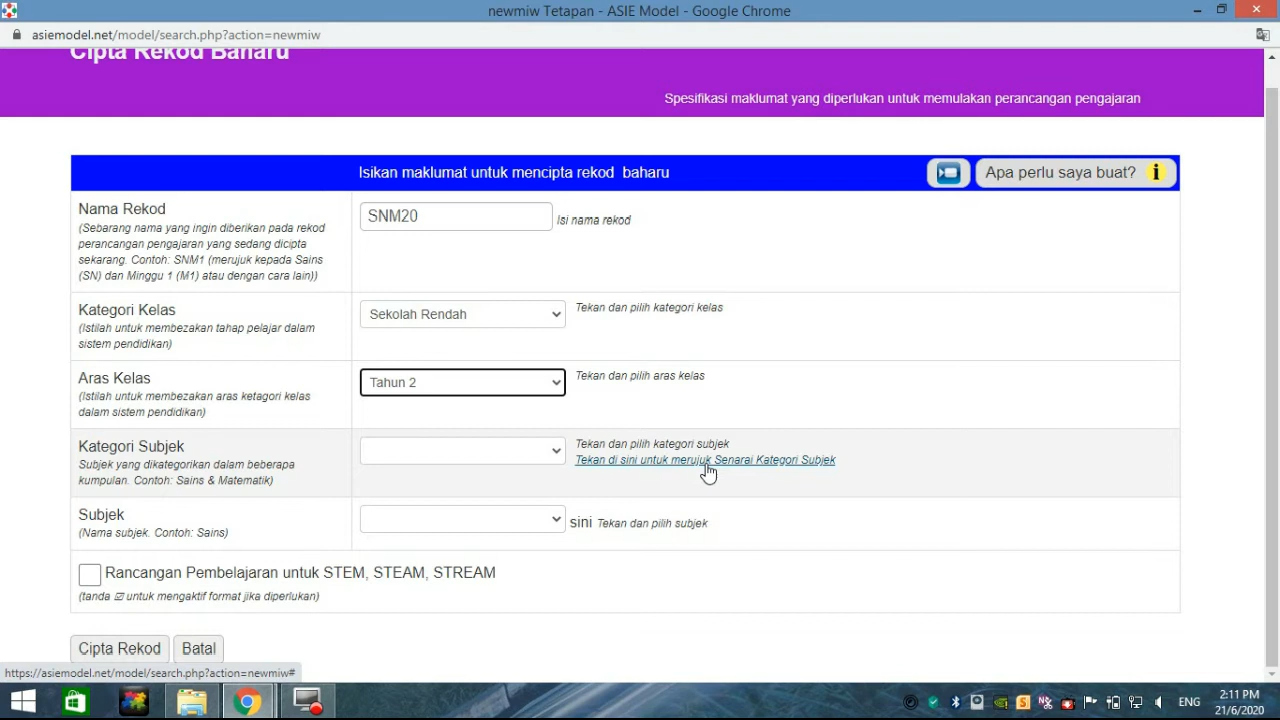 newmiw Tetapan - ASIE Model - Google Chrome
asiemodel.net/model/search.php?action=newmiw
Cipta Rekod Baharu
Spesifikasi maklumat yang diperlukan untuk memulakan perancangan pengajaran
Isikan maklumat untuk mencipta rekod baharu
Apa perlu saya buat? i
Nama Rekod
(Sebarang nama yang ingin diberikan pada rekod
perancangan pengajaran yang sedang dicipta
sekarang. Contoh: SNM1 (merujuk kepada Sains
(SN) dan Minggu 1 (M1) atau dengan cara lain))
SNM20
Isi nama rekod
Kategori Kelas
(Istilah untuk membezakan tahap pelajar dalam
sistem pendidikan)
Sekolah Rendah
Tekan dan pilih kategori kelas
Aras Kelas
(Istilah untuk membezakan aras ketagori kelas
dalam sistem pendidikan)
Tahun 2
Tekan dan pilih aras kelas
Kategori Subjek
Subjek yang dikategorikan dalam beberapa
kumpulan. Contoh: Sains & Matematik)
Tekan dan pilih kategori subjek
Tekan di sini untuk merujuk Senarai Kategori Subjek
Subjek
(Nama subjek. Contoh: Sains)
sini Tekan dan pilih subjek
Rancangan Pembelajaran untuk STEM, STEAM, STREAM
(tanda ☑ untuk mengaktif format jika diperlukan)
Cipta Rekod
Batal
https://asiemodel.net/model/search.php?action=newmiw#
ENG
2:11 PM
21/6/2020